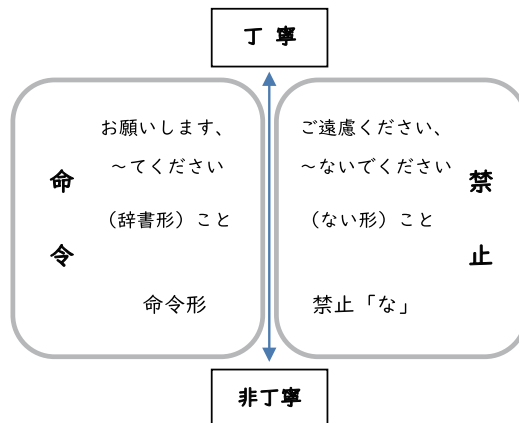 丁 寧
命令
お願いします、
～てください
（辞書形）こと
命令形
ご遠慮ください、
～ないでください
（ない形）こと
禁止「な」
禁止
非丁寧